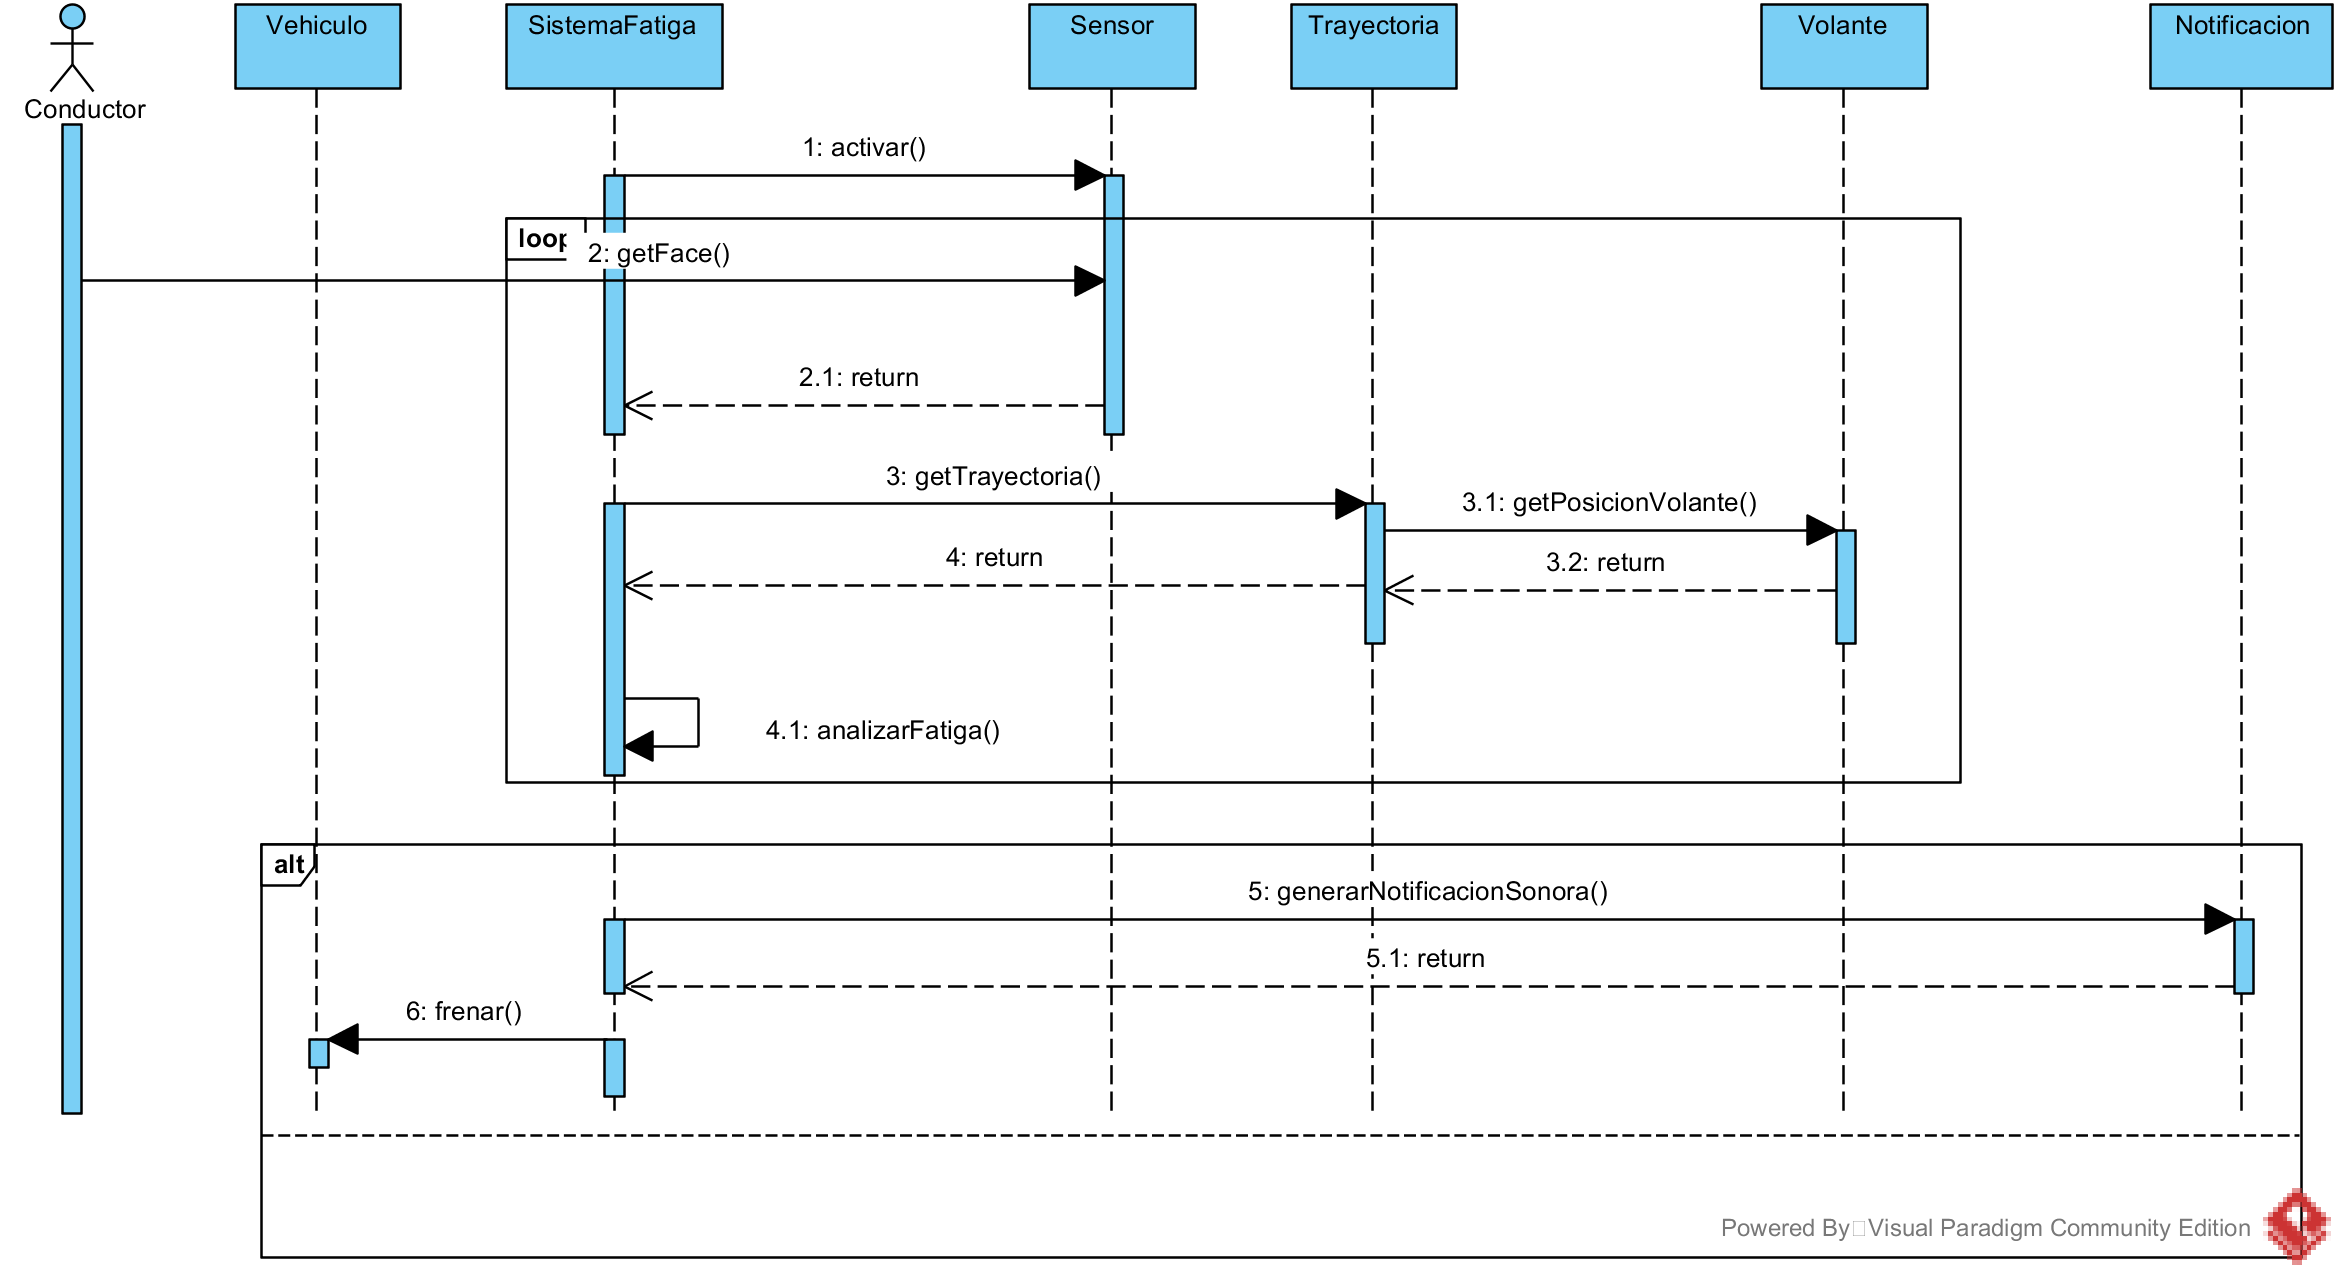 Conductor
Vehiculo
SistemaFatiga
Sensor
Trayectoria
Volante
Notificacion
1: activar()
loop
2: getFace()
2.1: return
3: getTrayectoria()
3.1: getPosicionVolante()
4: return
3.2: return
4.1: analizarFatiga()
alt
5: generarNotificacionSonora()
5.1: return
6: frenar()
Powered By Visual Paradigm Community Edition